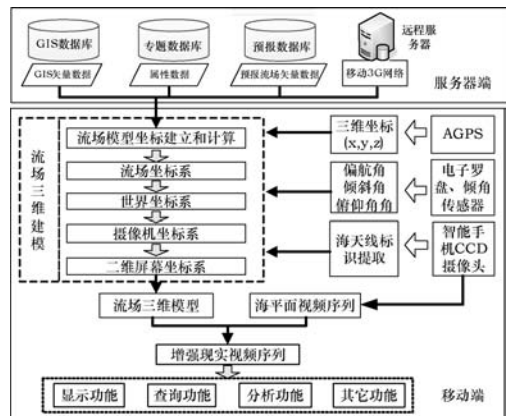 GIS数据库
专题数据库
预报数据库
远程服
务器
GIS矢量数据
属性数据
预报流场矢量数据
移动3G网络
服务器端
流场三维建模
流场模型坐标建立和计算
流场坐标系
世界坐标系
摄像机坐标系
二维屏幕坐标系
三维坐标
(x,y,z)
AGPS
偏航角
倾斜角
俯仰角角
电子罗
盘、倾角
传感器
海天线标
识提取
智能手
机CCD
摄像头
流场三维模型
海平面视频序列
增强现实视频序列
显示功能
查询功能
分析功能
其它功能
移动端